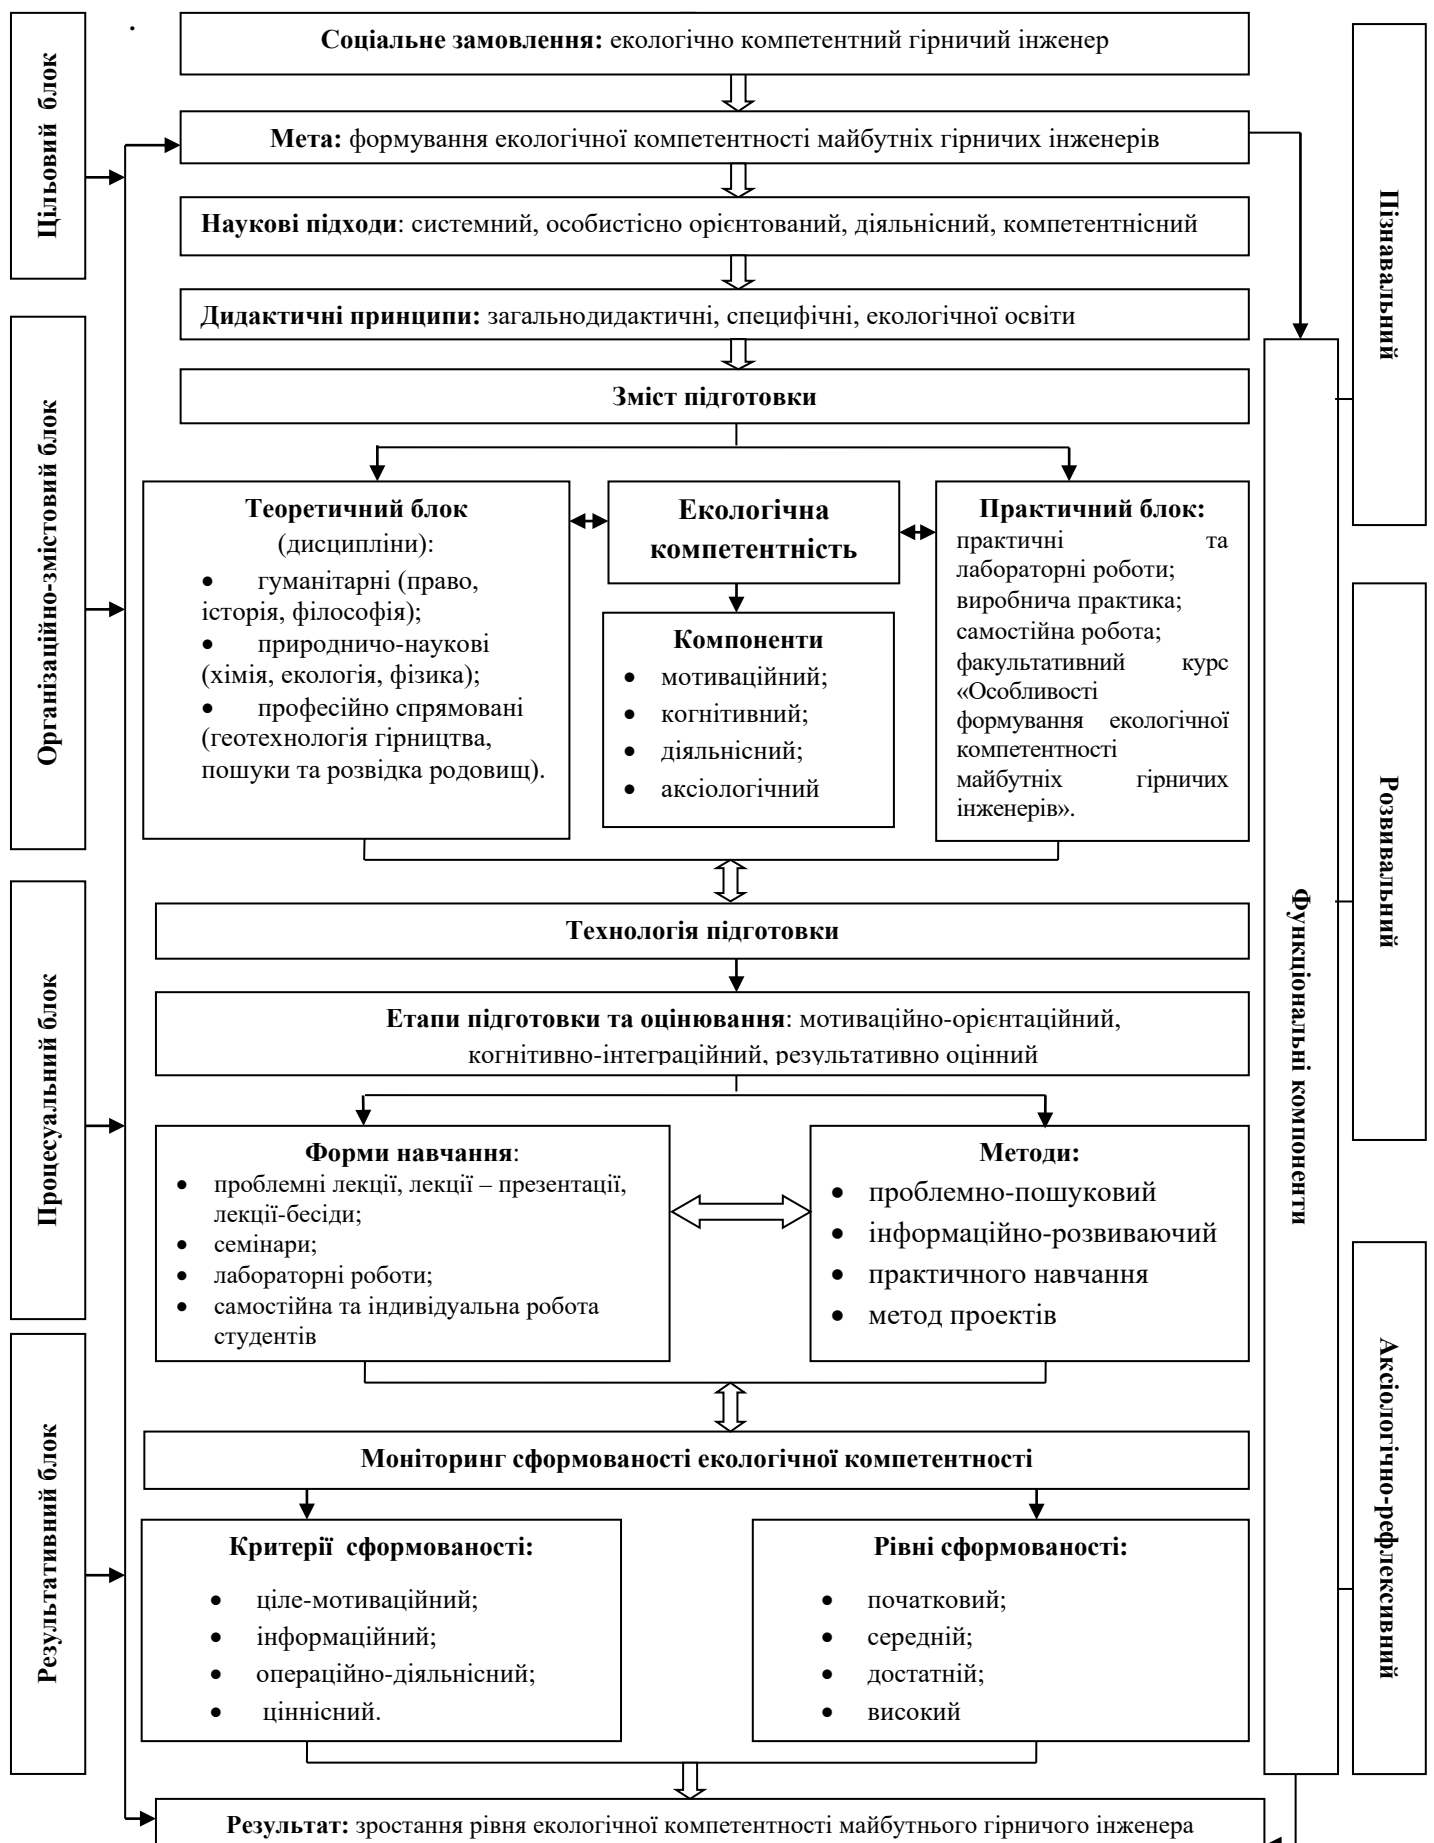 Соціальне замовлення: екологічно компетентний гірничий інженер
Мета: формування екологічної компетентності майбутніх гірничих інженерів
Наукові підходи: системний, особистісно орієнтований, діяльнісний, компетентнісний
Дидактичні принципи: загальнодидактичні, специфічні, екологічної освіти
Зміст підготовки
Теоретичний блок
(дисципліни):
• гуманітарні (право,
історія, філософія);
• природничо-наукові
(хімія, екологія, фізика);
• професійно спрямовані
(геотехнологія гірництва,
пошуки та розвідка родовищ).
Екологічна
компетентність
Компоненти
• мотиваційний;
• когнітивний;
• діяльнісний;
• аксіологічний
Практичний блок:
практичні та
лабораторні роботи;
виробнича практика;
самостійна робота;
факультативний курс
«Особливості
формування екологічної
компетентності
майбутніх гірничих
інженерів».
Технологія підготовки
Етапи підготовки та оцінювання: мотиваційно-орієнтаційний,
когнітивно-інтеграційний, результативно оцінний
Форми навчання:
• проблемні лекції, лекції – презентації,
лекції-бесіди;
• семінари;
• лабораторні роботи;
• самостійна та індивідуальна робота
студентів
Методи:
• проблемно-пошуковий
• інформаційно-розвиваючий
• практичного навчання
• метод проектів
Моніторинг сформованості екологічної компетентності
Критерії сформованості:
• ціле-мотиваційний;
• інформаційний;
• операційно-діяльнісний;
• ціннісний.
Рівні сформованості:
• початковий;
• середній;
• достатній;
• високий
Результат: зростання рівня екологічної компетентності майбутнього гірничого інженера
Цільовий блок
Організаційно-змістовий блок
Процесуальний блок
Результативний блок
Функціональні компоненти
Пізнавальний
Розвивальний
Аксіологічно-рефлексивний